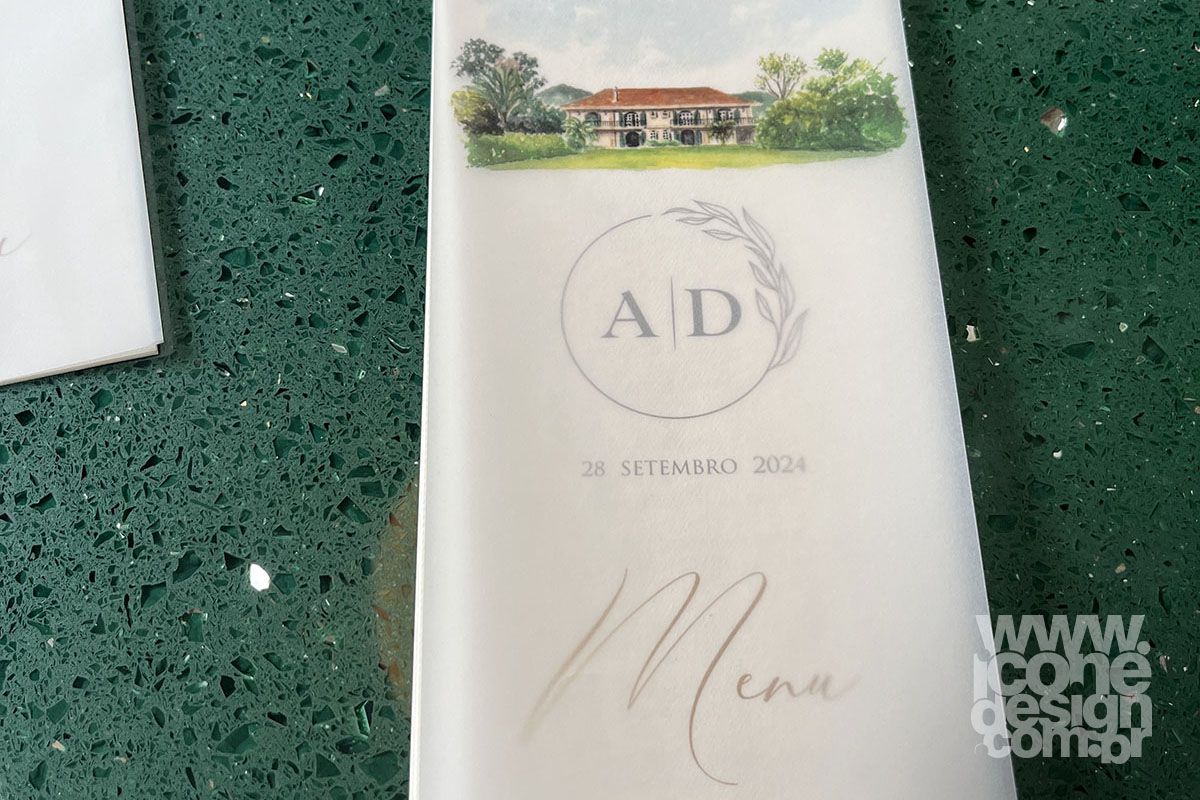 A|D
28 SETEMBRO 2024
Menu
www.
icone
design
.com.br